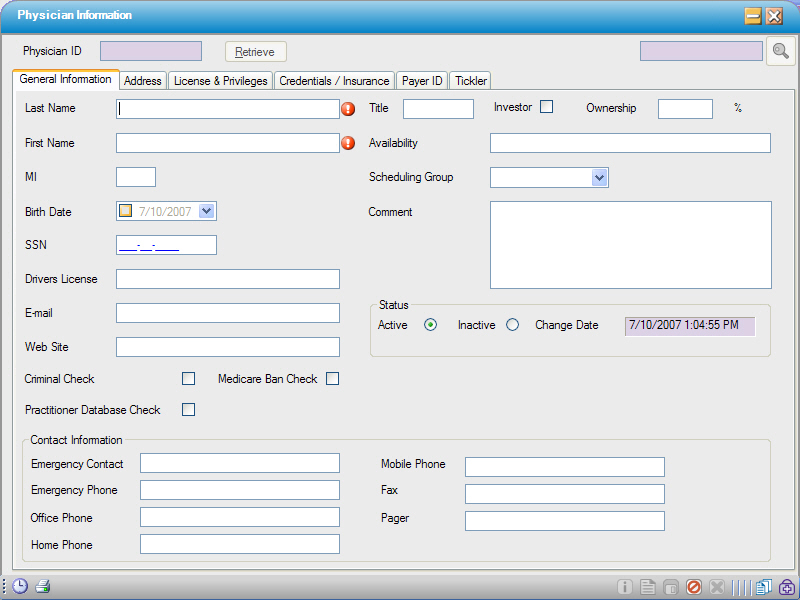 Physician Information
Physician ID Retrieve
General Information Address License & Privileges Credentials / Insurance Payer ID Tickler
Last Name Title Investor Ownership %
First Name Availability
MI Scheduling Group
Birth Date 7/10/2007 Comment
SSN ___-__-____
Drivers License
E-mail Status
Active Inactive Change Date 7/10/2007 1:04:55 PM
Web Site
Criminal Check Medicare Ban Check
Practitioner Database Check
Contact Information
Emergency Contact Mobile Phone
Emergency Phone Fax
Office Phone Pager
Home Phone